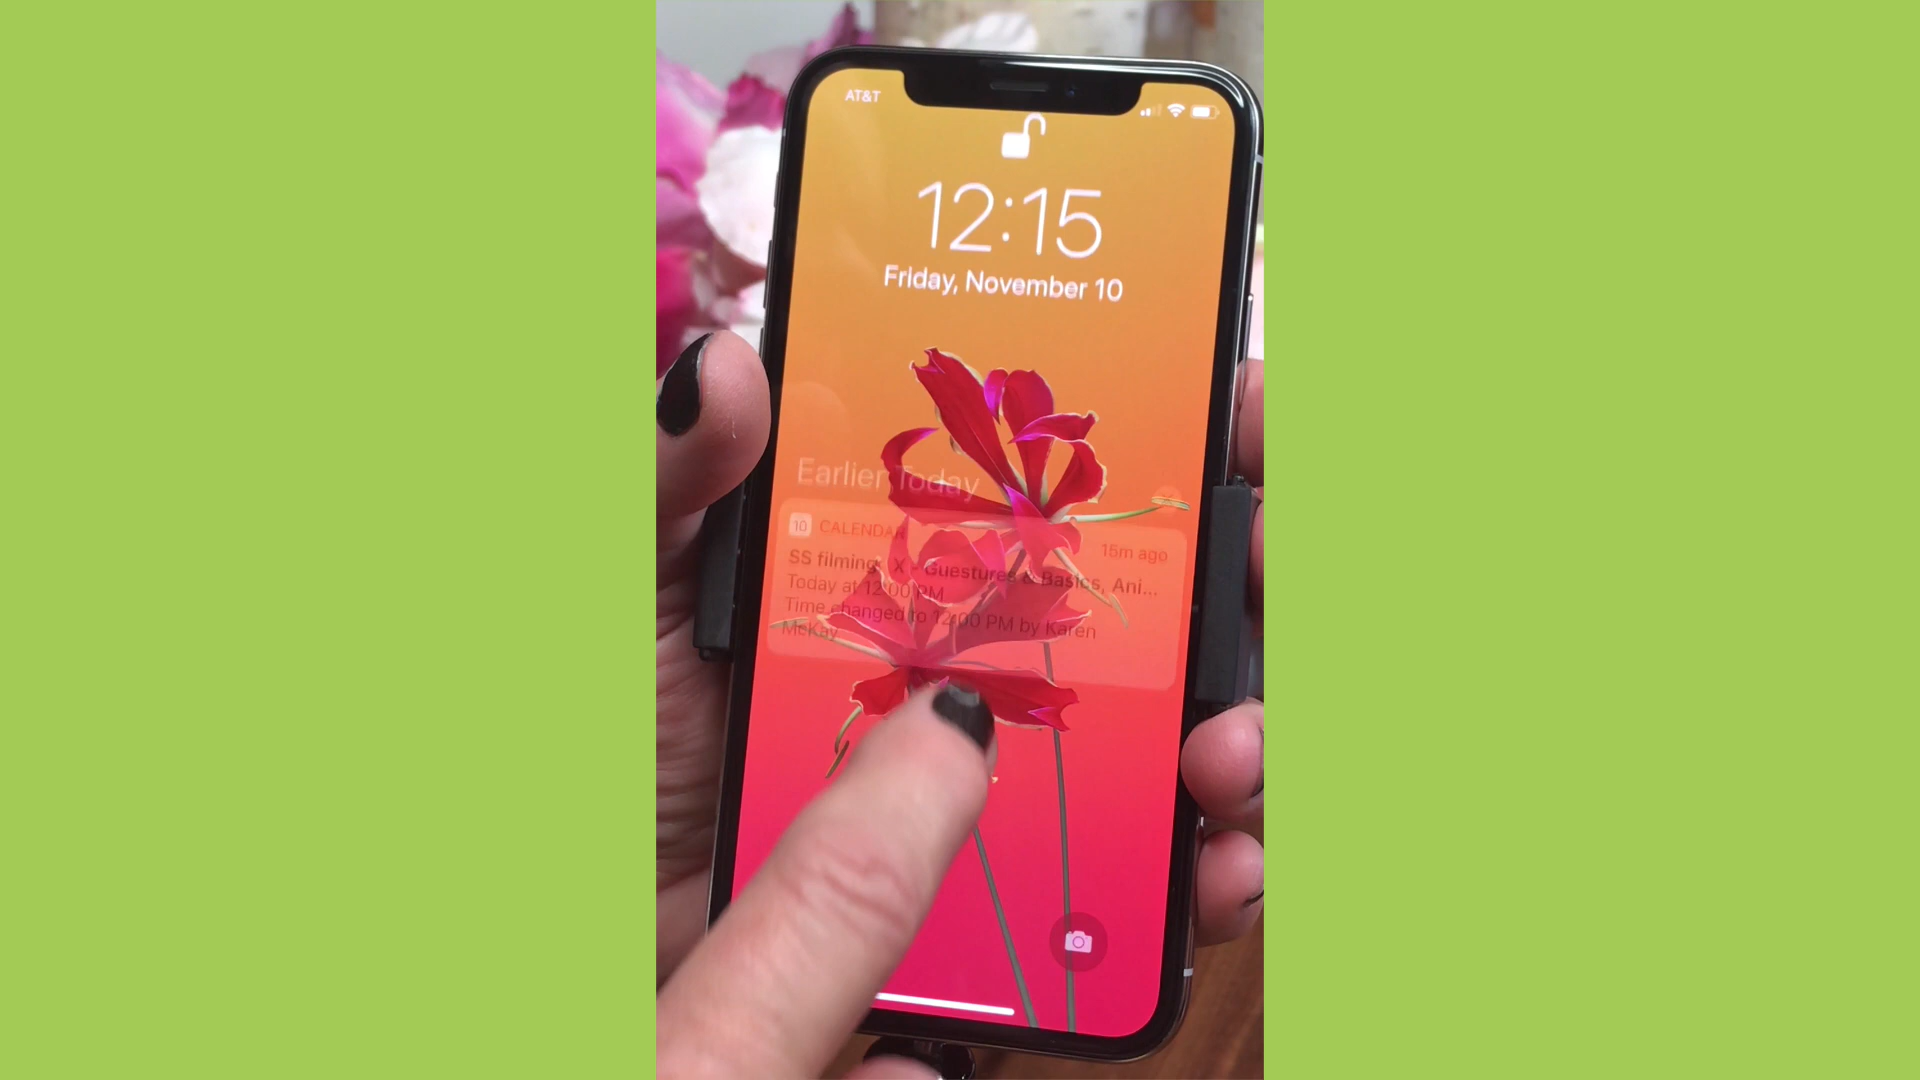 AT&T
12:15
Friday, November 10
Earlier Today
10 CALENDAR
15m ago
SS filming: X - Guestures & Basics, Ani...
Today at 12:00 PM
Time changed to 12:00 PM by Karen
McKay